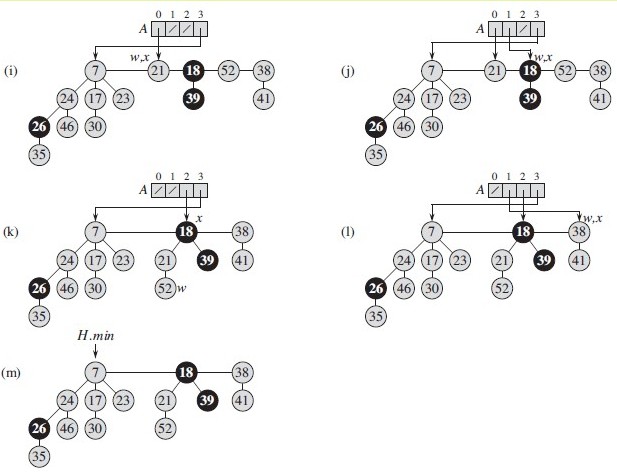 0 1 2 3
A / /
(i) w,x 7 21 18 52 38
24 17 23 39 41
26 46 30
35
0 1 2 3
A / /
(j) w,x 7 21 18 52 38
24 17 23 39 41
26 46 30
35
0 1 2 3
A / /
x
(k) 7 18 38
24 17 23 21 39 41
26 46 30 52 w
35
0 1 2 3
A /
w,x
(l) 7 18 38
24 17 23 21 39 41
26 46 30 52
35
H.min
(m) 7 18 38
24 17 23 21 39 41
26 46 30 52
35